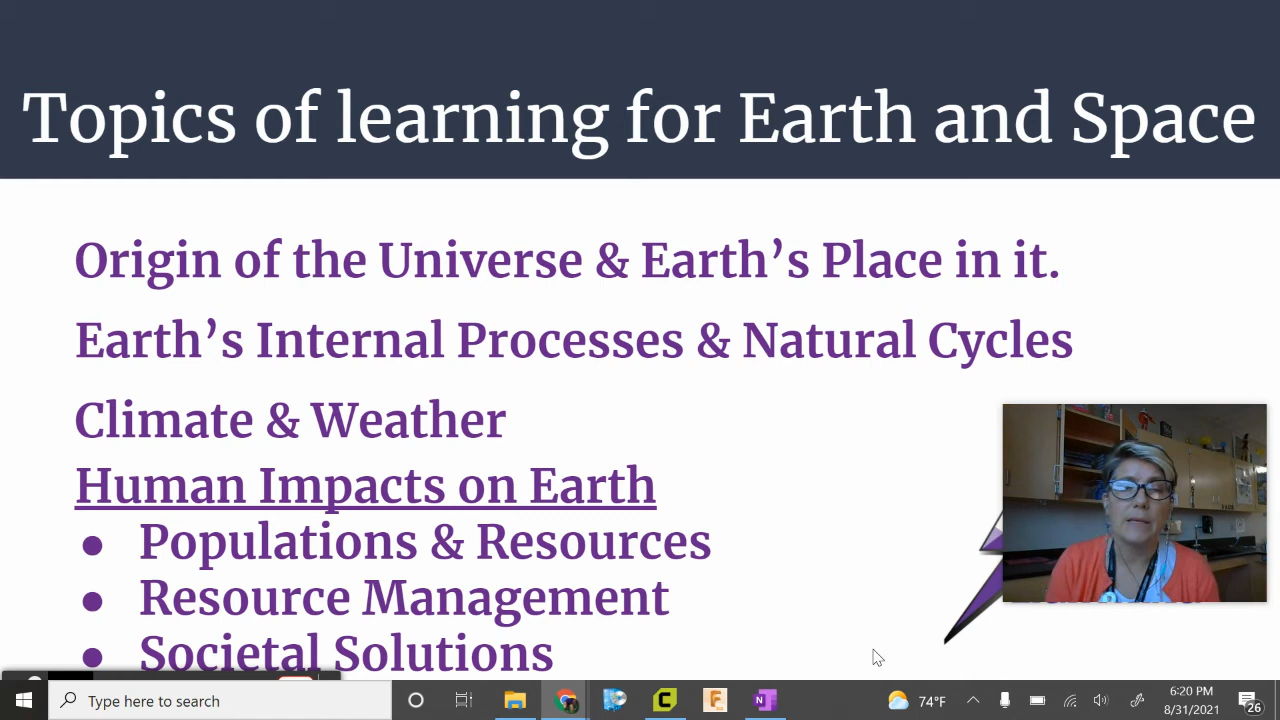 Topics of learning for Earth and Space
Origin of the Universe & Earth’s Place in it.
Earth’s Internal Processes & Natural Cycles
Climate & Weather
Human Impacts on Earth
● Populations & Resources
● Resource Management
● Societal Solutions
Type here to search
74°F
6:20 PM
8/31/2021
26